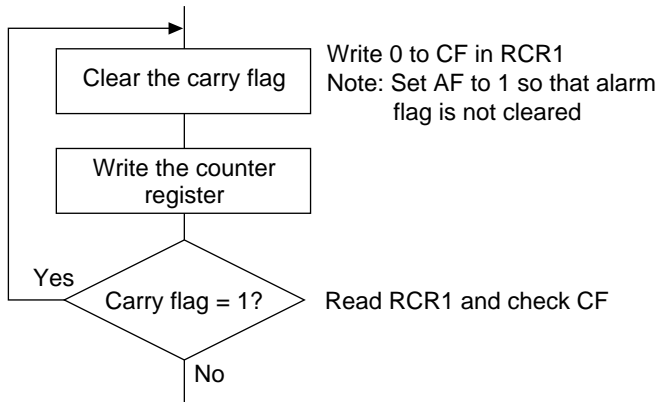 Clear the carry flag
Write 0 to CF in RCR1
Note: Set AF to 1 so that alarm
flag is not cleared
Write the counter
register
Yes
Carry flag = 1?
Read RCR1 and check CF
No